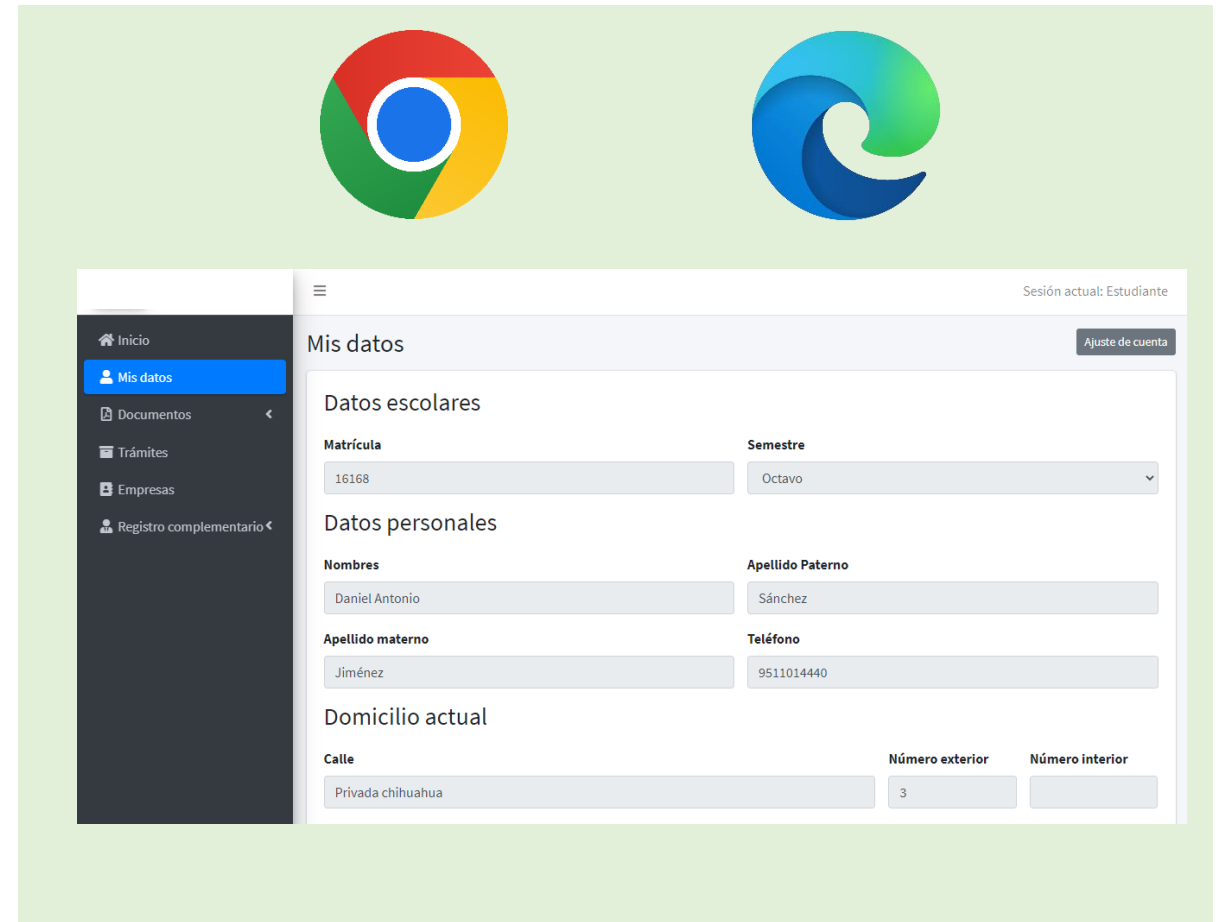 Sesión actual: Estudiante
Inicio
Mis datos
Documentos
Trámites
Empresas
Registro complementario
Mis datos
Ajuste de cuenta
Datos escolares
Matrícula Semestre
16168 Octavo
Datos personales
Nombres Apellido Paterno
Daniel Antonio Sánchez
Apellido materno Teléfono
Jiménez 9511014440
Domicilio actual
Calle Número exterior Número interior
Privada chihuahua 3